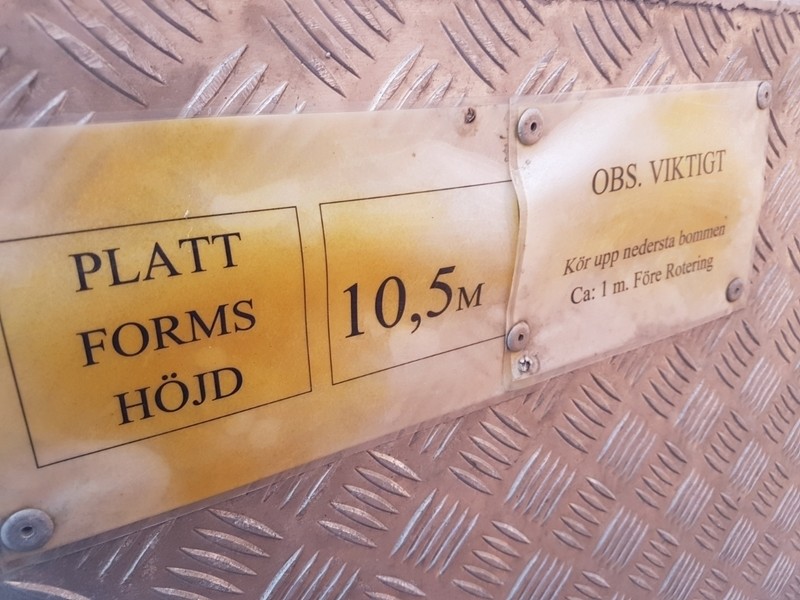 PLATT
FORMS
HÖJD
10,5M
OBS. VIKTIGT
Kör upp nedersta bommen
Ca: 1 m. Före Rotering